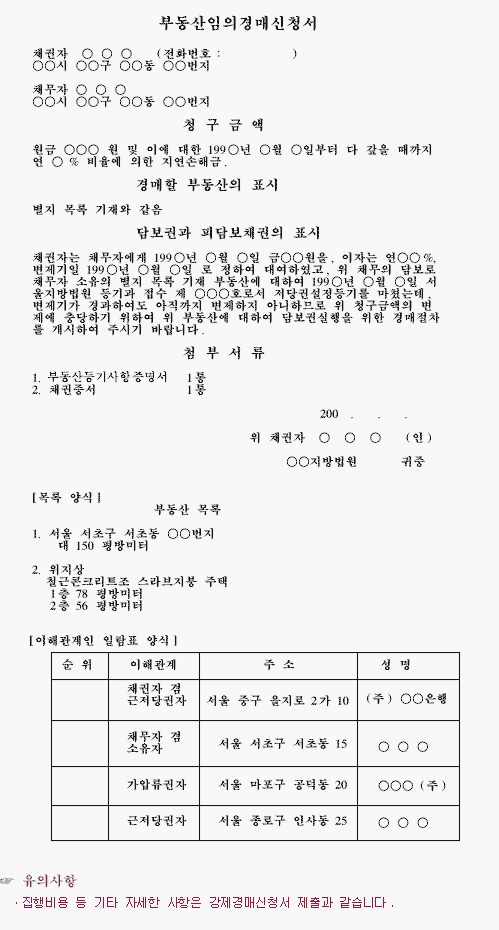 부동산임의경매신청서
채권자 ○ ○ ○ (전화번호 : )
○○시 ○○구 ○○동 ○○번지
채무자 ○ ○ ○
○○시 ○○구 ○○동 ○○번지
청 구 금 액
원금 ○○○ 원 및 이에 대한 199○년 ○월 ○일부터 다 갚을 때까지
연 ○ % 비율에 의한 지연손해금.
경매할 부동산의 표시
별지 목록 기재와 같음
담보권과 피담보채권의 표시
채권자는 채무자에게 199○년 ○월 ○일 금○○원을, 이자는 연○○%,
변제기일 199○년 ○월 ○일 로 정하여 대여하였고, 위 채무의 담보로
채무자 소유의 별지 목록 기재 부동산에 대하여 199○년 ○월 ○일 서
울지방법원 등기과 접수 제 ○○○호로서 저당권설정등기를 마쳤는데,
변제기가 경과하여도 아직까지 변제하지 아니하므로 위 청구금액의 변
제에 충당하기 위하여 위 부동산에 대하여 담보권실행을 위한 경매절차
를 개시하여 주시기 바랍니다.
첨 부 서 류
1. 부동산등기사항증명서 1통
2. 채권증서 1통
200 . . .
위 채권자 ○ ○ ○ (인)
○○지방법원 귀중
[목록 양식]
부동산 목록
1. 서울 서초구 서초동 ○○번지
대 150 평방미터
2. 위지상
철근콘크리트조 스라브지붕 주택
1층 78 평방미터
2층 56 평방미터
[이해관계인 일람표 양식]
순 위 이해관계 주 소 성 명
채권자 겸
근저당권자 서울 중구 을지로 2가 10 (주) ○○은행
채무자 겸
소유자 서울 서초구 서초동 15 ○ ○ ○
가압류권자 서울 마포구 공덕동 20 ○○○ (주)
근저당권자 서울 종로구 인사동 25 ○ ○ ○
☞ 유의사항
· 집행비용 등 기타 자세한 사항은 강제경매신청서 제출과 같습니다.